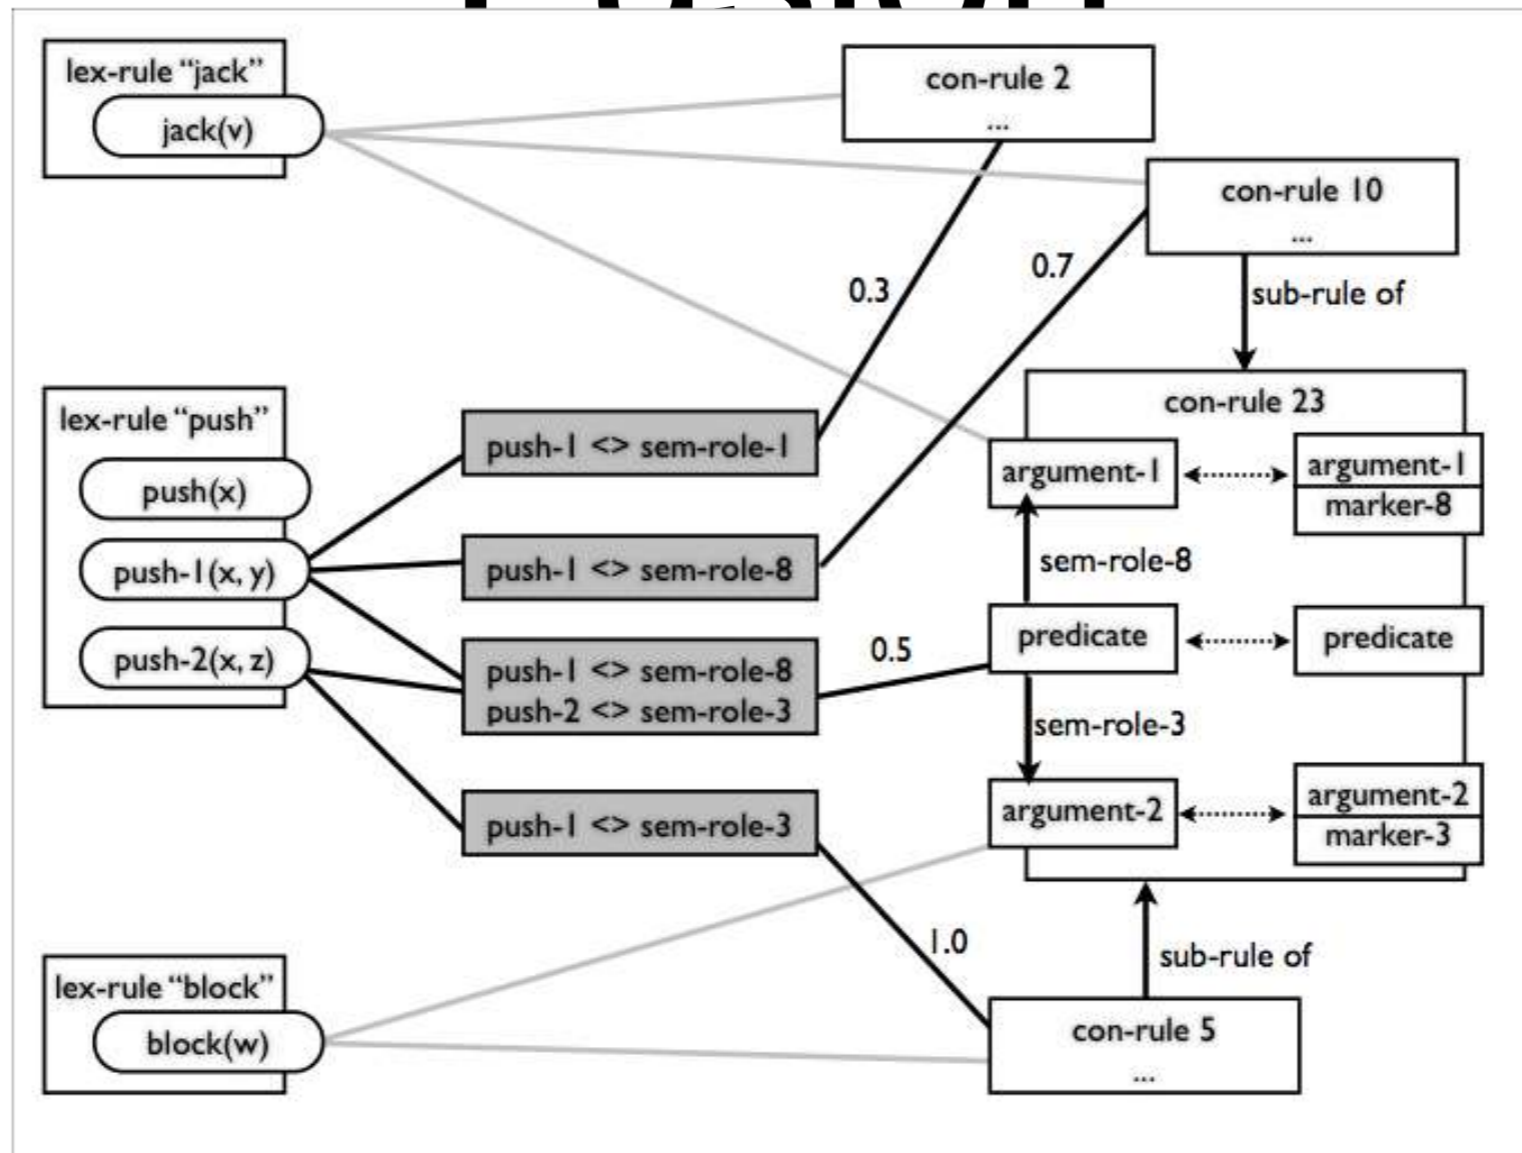 lex-rule “jack”
jack(v)
con-rule 2
...
con-rule 10
...
0.3
0.7
sub-rule of
lex-rule “push”
push(x)
push-1(x, y)
push-2(x, z)
push-1 <> sem-role-1
push-1 <> sem-role-8
push-1 <> sem-role-8
push-2 <> sem-role-3
push-1 <> sem-role-3
0.5
1.0
con-rule 23
argument-1
argument-1
marker-8
sem-role-8
predicate
predicate
sem-role-3
argument-2
argument-2
marker-3
sub-rule of
lex-rule “block”
block(w)
con-rule 5
...